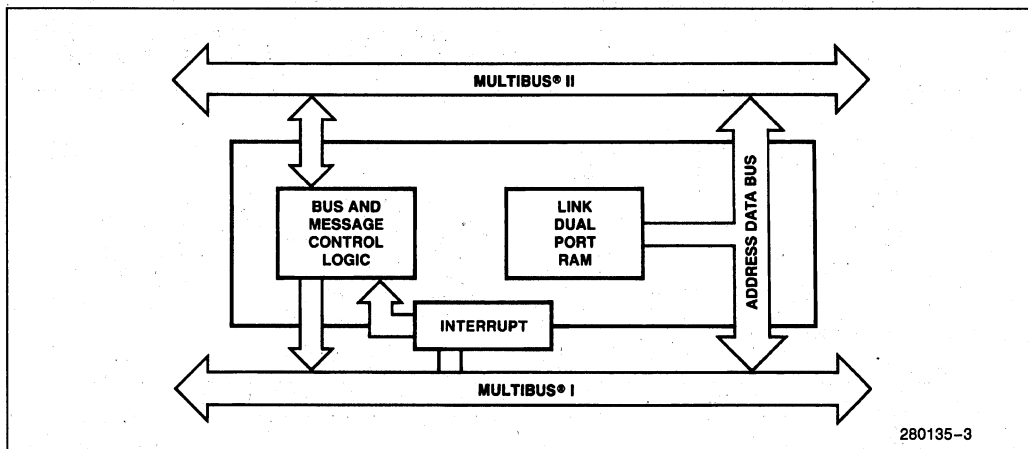 MULTIBUS® II
BUS AND
MESSAGE
CONTROL
LOGIC
LINK
DUAL
PORT
RAM
ADDRESS DATA BUS
INTERRUPT
MULTIBUS® I
280135–3